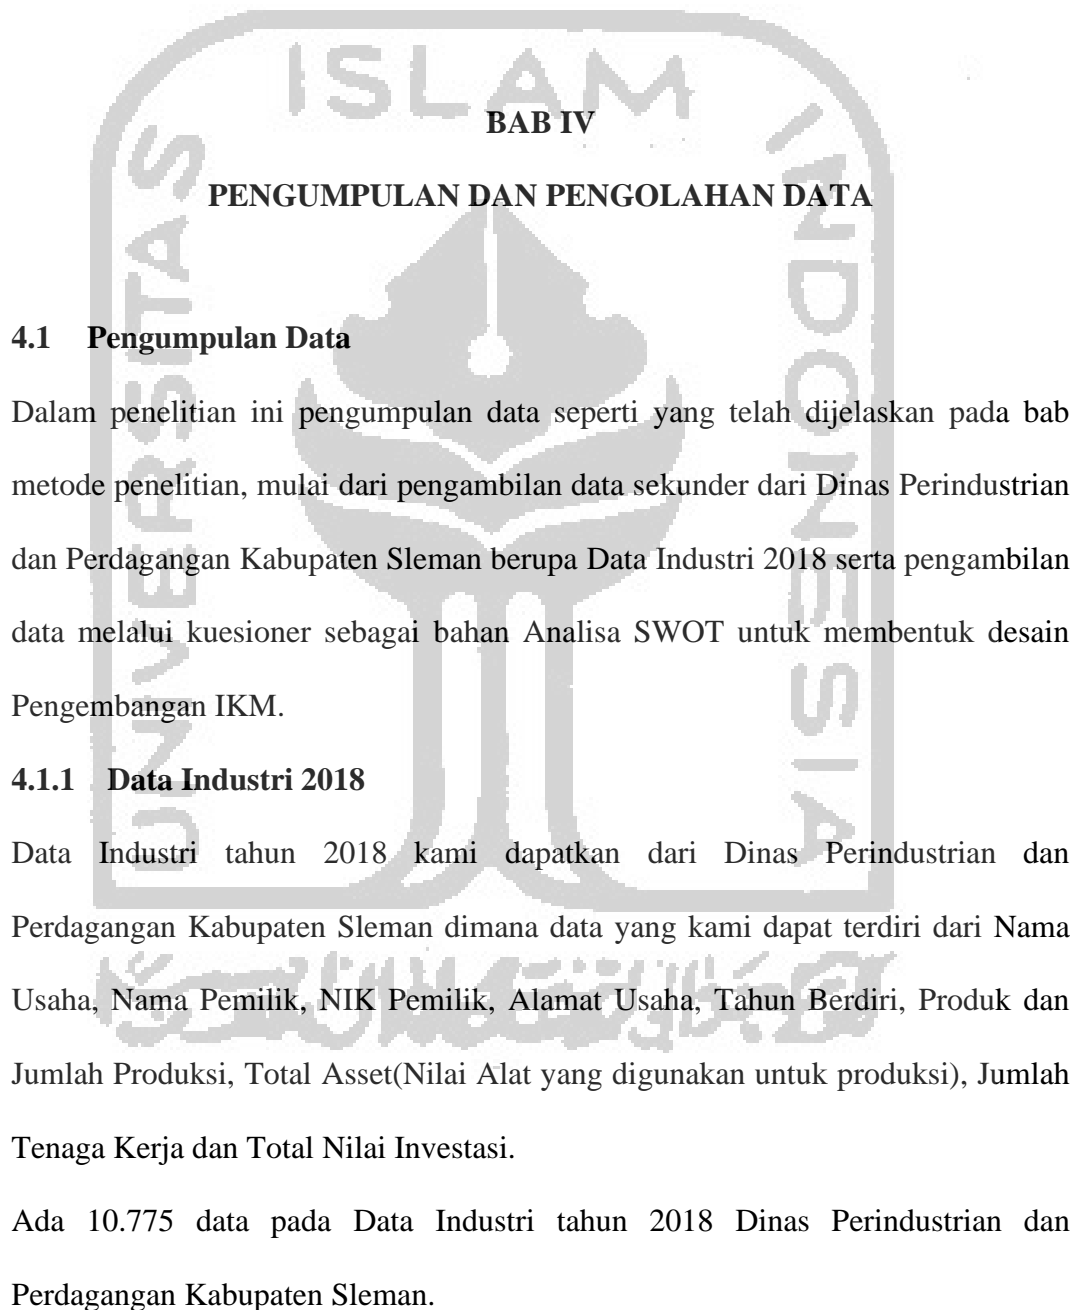 ISLAM
UNIVERSITAS
INDONESIA
BAB IV
PENGUMPULAN DAN PENGOLAHAN DATA
4.1 Pengumpulan Data
Dalam penelitian ini pengumpulan data seperti yang telah dijelaskan pada bab
metode penelitian, mulai dari pengambilan data sekunder dari Dinas Perindustrian
dan Perdagangan Kabupaten Sleman berupa Data Industri 2018 serta pengambilan
data melalui kuesioner sebagai bahan Analisa SWOT untuk membentuk desain
Pengembangan IKM.
4.1.1 Data Industri 2018
Data Industri tahun 2018 kami dapatkan dari Dinas Perindustrian dan
Perdagangan Kabupaten Sleman dimana data yang kami dapat terdiri dari Nama
Usaha, Nama Pemilik, NIK Pemilik, Alamat Usaha, Tahun Berdiri, Produk dan
Jumlah Produksi, Total Asset(Nilai Alat yang digunakan untuk produksi), Jumlah
Tenaga Kerja dan Total Nilai Investasi.
Ada 10.775 data pada Data Industri tahun 2018 Dinas Perindustrian dan
Perdagangan Kabupaten Sleman.